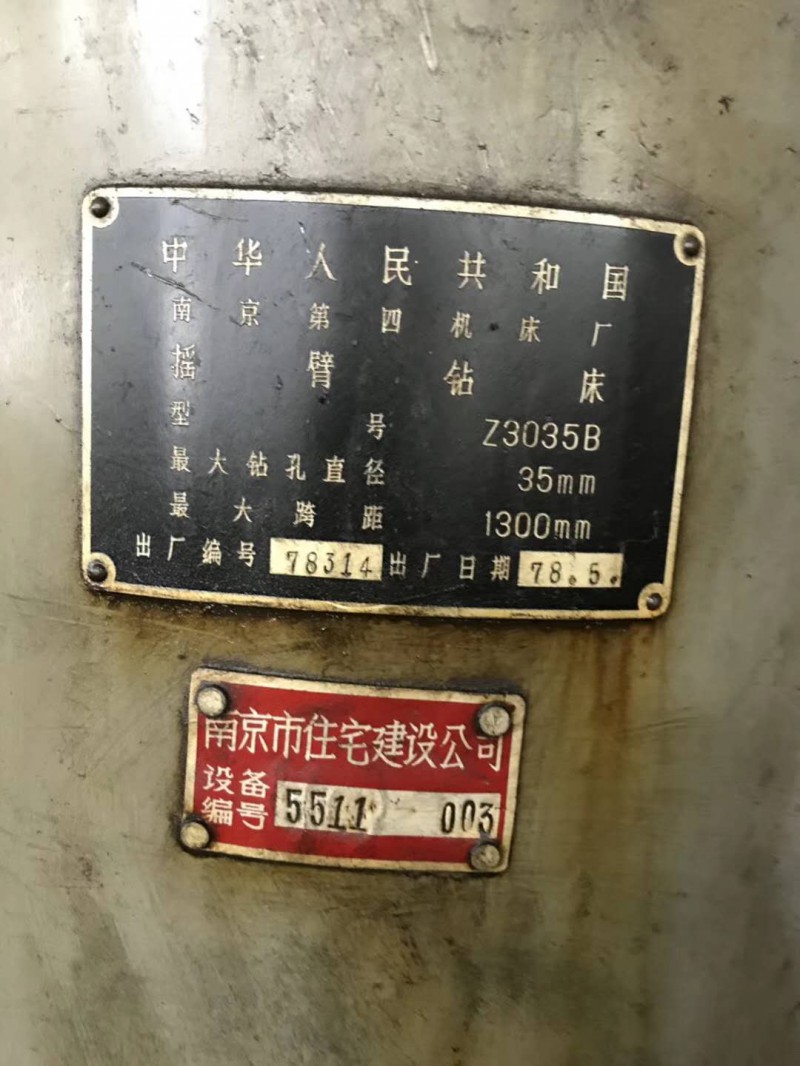 中华人民共和国
南京第四机床厂
摇臂钻床
型号 Z3035B
最大钻孔直径 35mm
最大跨距 1300mm
出厂编号 78314 出厂日期 78.5.
南京市住宅建设公司
设备
编号 5511 003